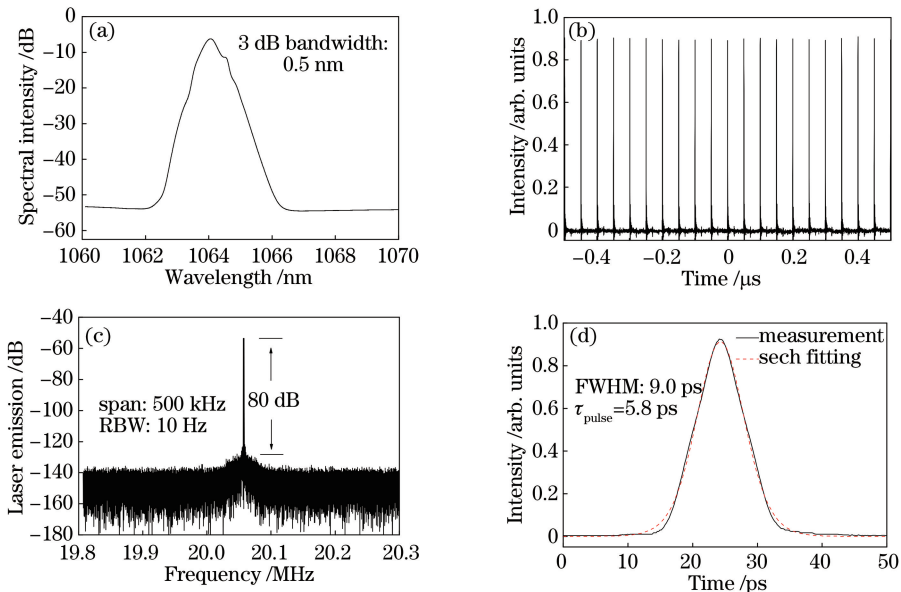 (a)
3 dB bandwidth:
0.5 nm
Spectral intensity /dB
0
−10
−20
−30
−40
−50
−60
1060
1062
1064
1066
1068
1070
Wavelength /nm
(b)
Intensity /arb. units
1.0
0.8
0.6
0.4
0.2
0
−0.4
−0.2
0
0.2
0.4
Time /μs
(c)
span: 500 kHz
RBW: 10 Hz
80 dB
Laser emission /dB
−40
−60
−80
−100
−120
−140
−160
−180
19.8
19.9
20.0
20.1
20.2
20.3
Frequency /MHz
(d)
measurement
sech fitting
FWHM: 9.0 ps
τpulse=5.8 ps
Intensity /arb. units
1.0
0.8
0.6
0.4
0.2
0
0
10
20
30
40
50
Time /ps